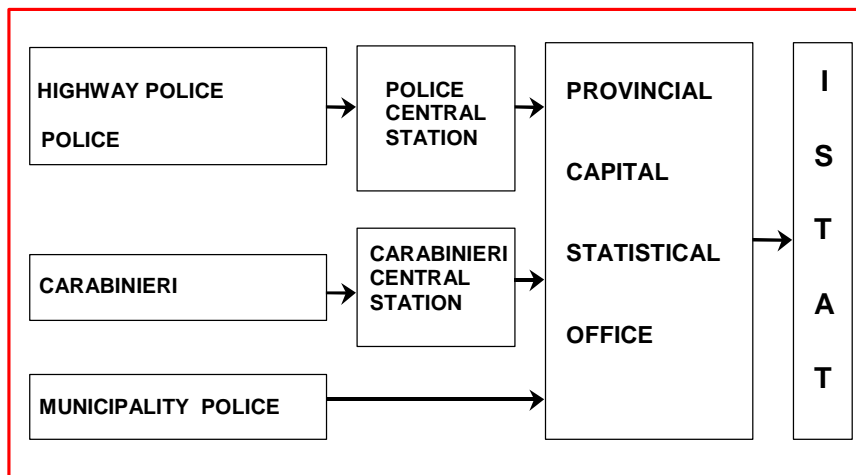 HIGHWAY POLICE
POLICE
POLICE
CENTRAL
STATION
CARABINIERI
CARABINIERI
CENTRAL
STATION
MUNICIPALITY POLICE
PROVINCIAL
CAPITAL
STATISTICAL
OFFICE
I
S
T
A
T